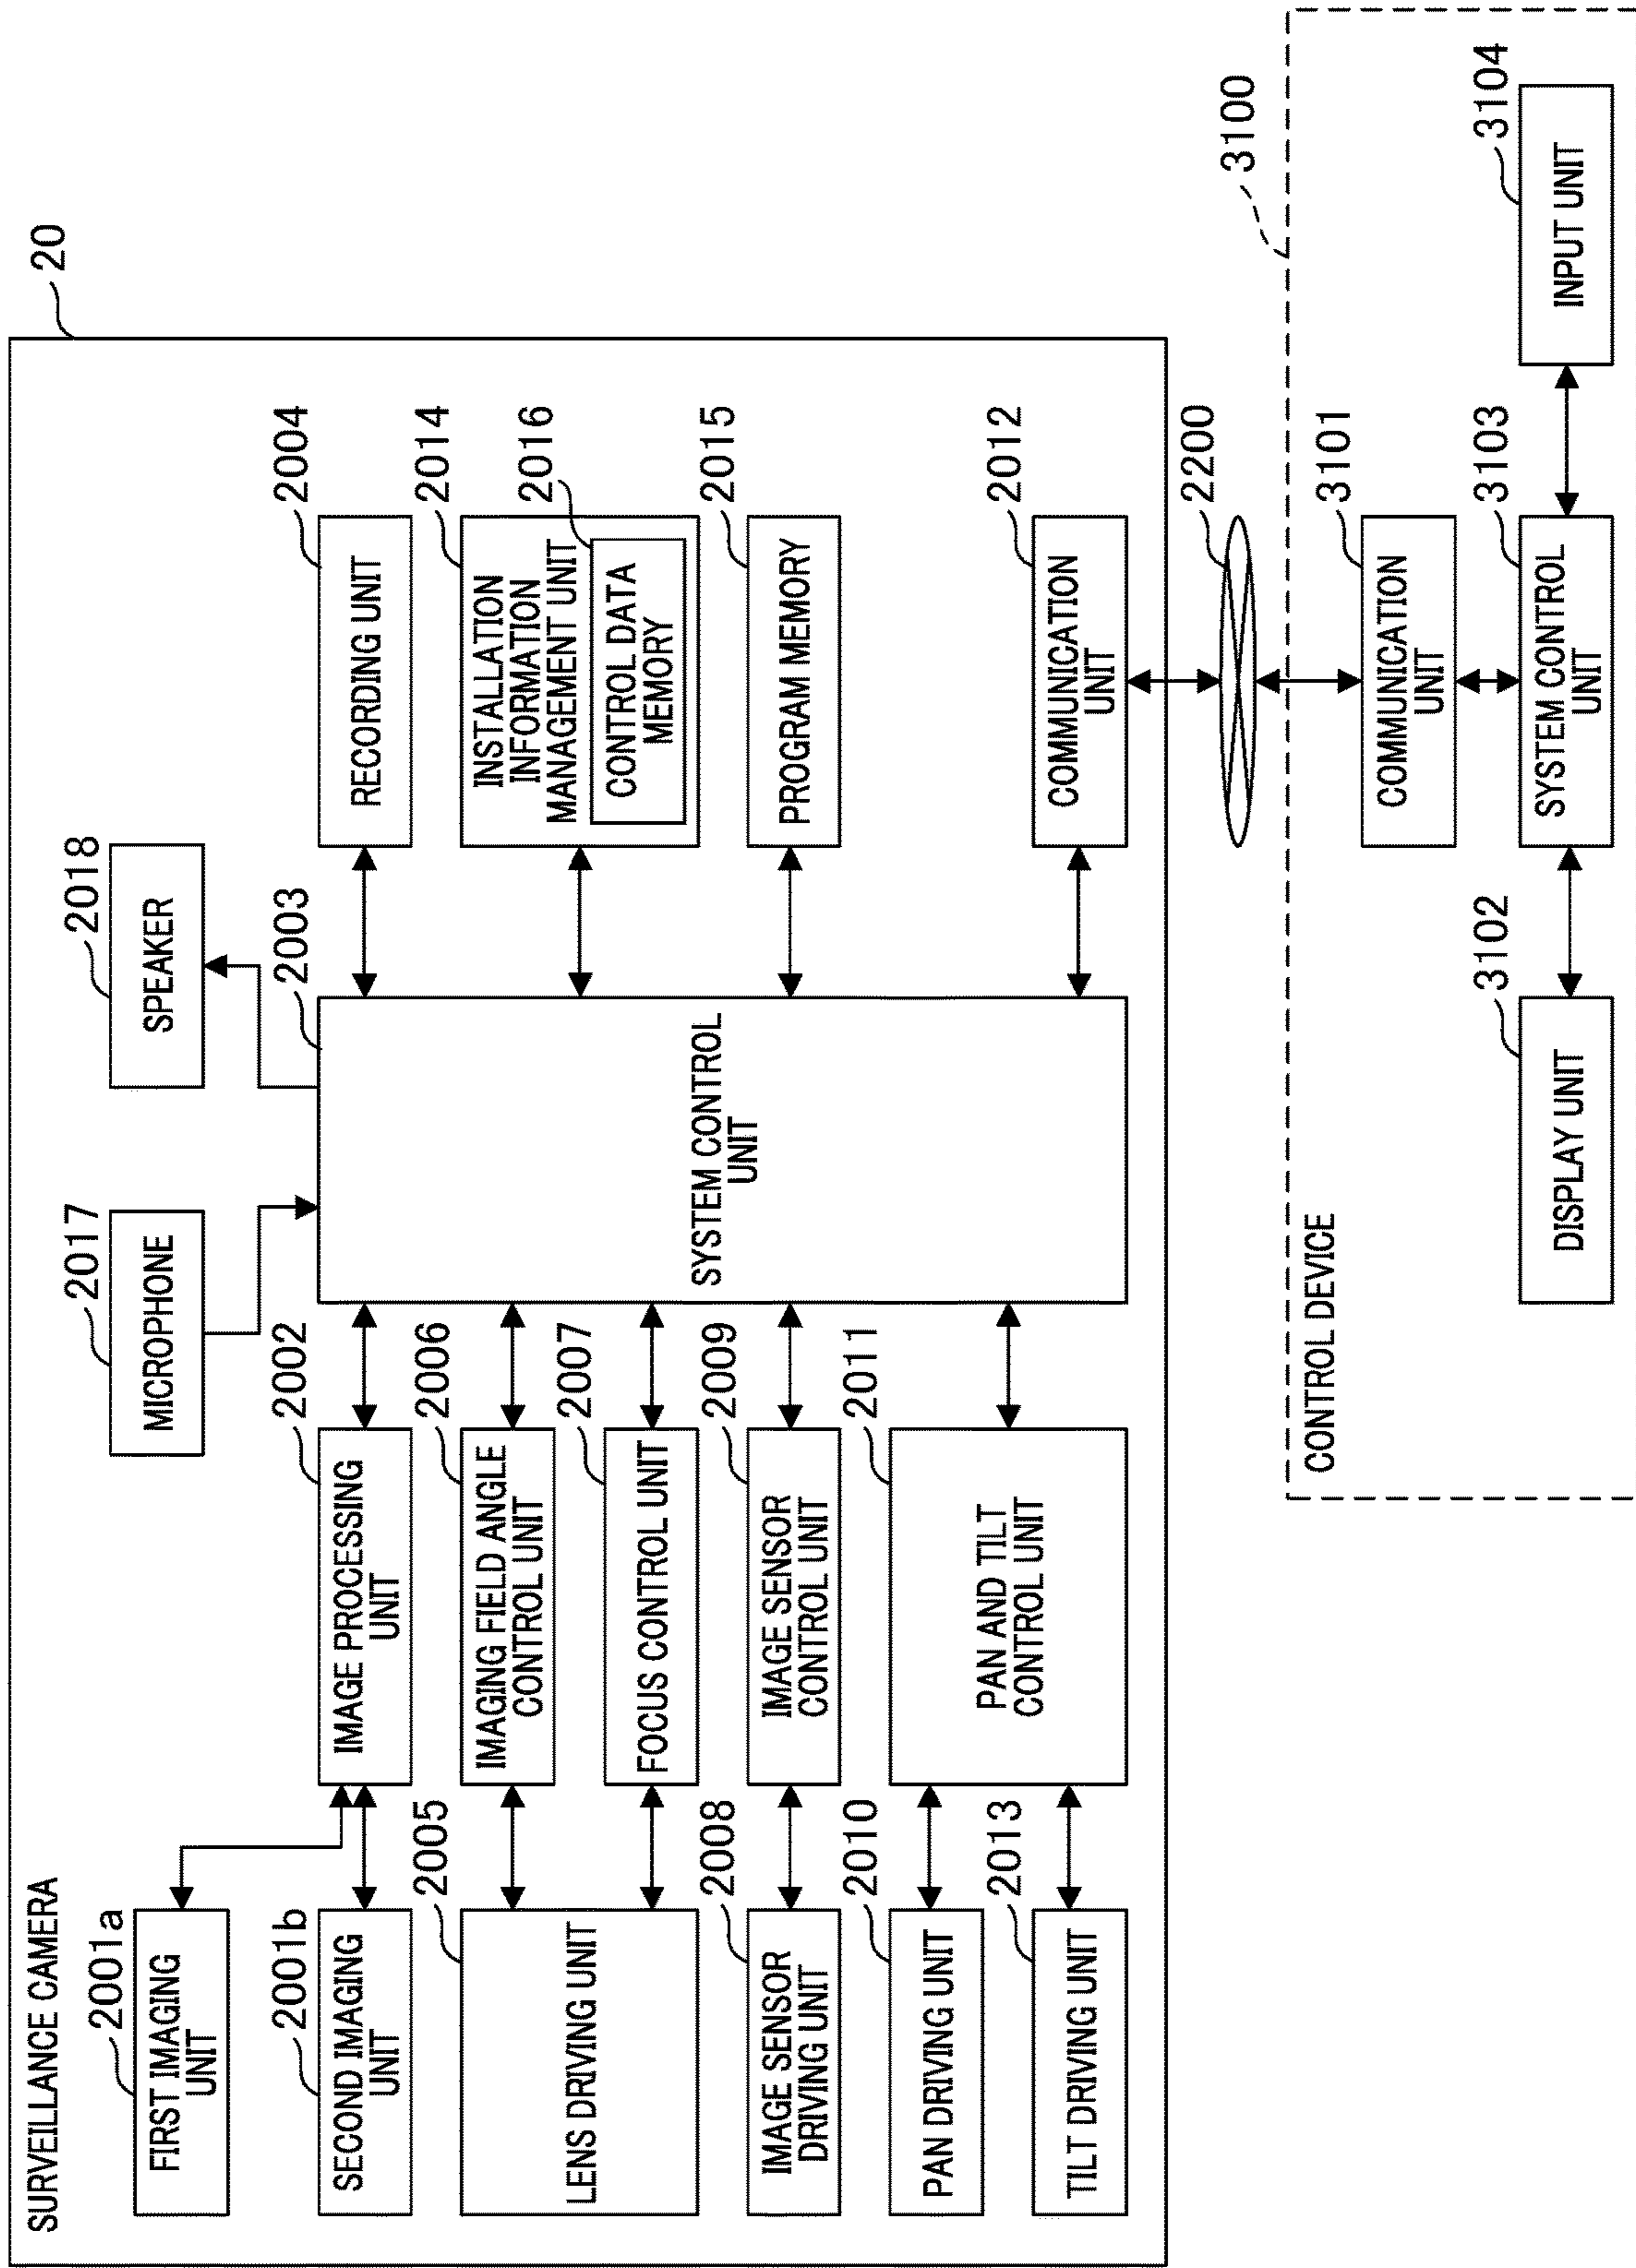 SURVEILLANCE CAMERA
20
FIRST IMAGING
UNIT
2001a
SECOND IMAGING
UNIT
2001b
LENS DRIVING UNIT
2005
IMAGE SENSOR
DRIVING UNIT
2008
PAN DRIVING UNIT
2010
TILT DRIVING UNIT
2013
MICROPHONE
2017
IMAGE PROCESSING
UNIT
2002
IMAGING FIELD ANGLE
CONTROL UNIT
2006
FOCUS CONTROL UNIT
2007
IMAGE SENSOR
CONTROL UNIT
2009
PAN AND TILT
CONTROL UNIT
2011
SPEAKER
2018
SYSTEM CONTROL
UNIT
2003
RECORDING UNIT
2004
INSTALLATION
INFORMATION
MANAGEMENT UNIT
2014
CONTROL DATA
MEMORY
2016
PROGRAM MEMORY
2015
COMMUNICATION
UNIT
2012
2200
CONTROL DEVICE
3100
COMMUNICATION
UNIT
3101
DISPLAY UNIT
3102
SYSTEM CONTROL
UNIT
3103
INPUT UNIT
3104